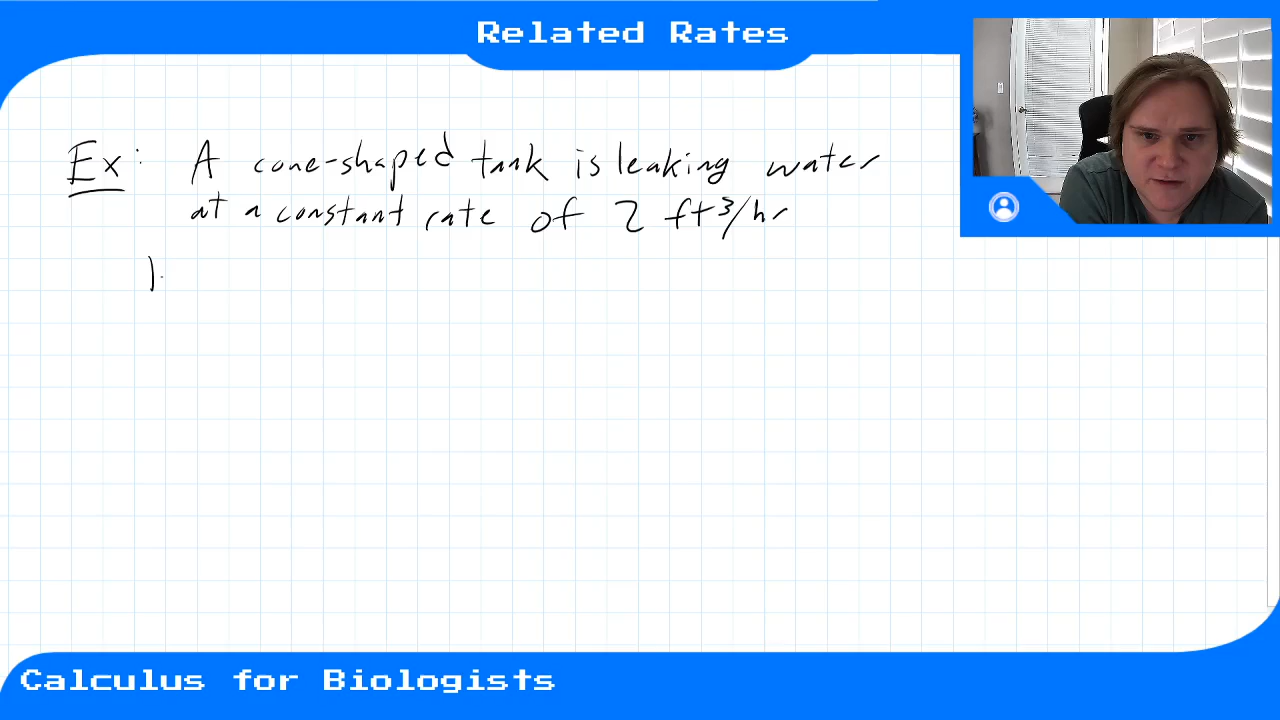 Related Rates
Ex: A cone-shaped tank is leaking water
at a constant rate of 2 ft³/hr
Calculus for Biologists